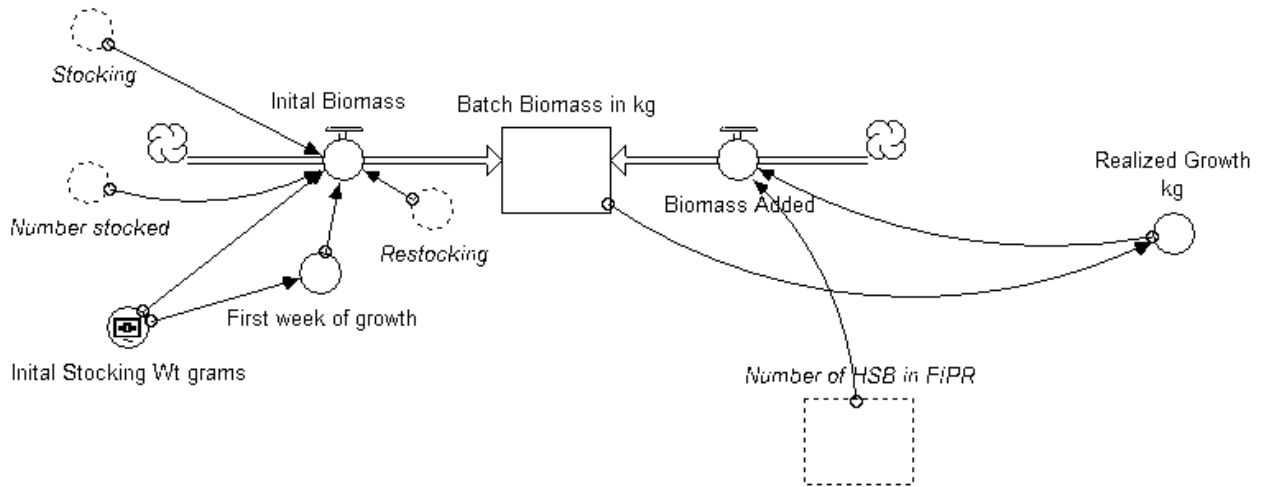 Stocking
Inital Biomass
Batch Biomass in kg
Realized Growth
kg
Biomass Added
Number stocked
Restocking
First week of growth
Inital Stocking Wt grams
Number of HSB in FIPR